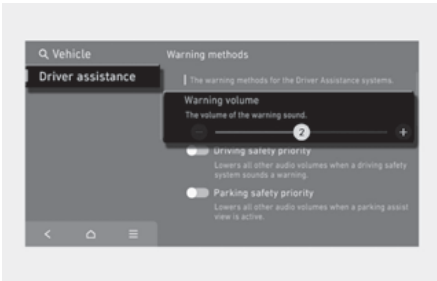 Vehicle
Warning methods
Driver assistance
The warning methods for the Driver Assistance systems.
Warning volume
The volume of the warning sound.
2
Driving safety priority
Lowers all other audio volumes when a driving safety
system sounds a warning.
Parking safety priority
Lowers all other audio volumes when a parking assist
view is active.